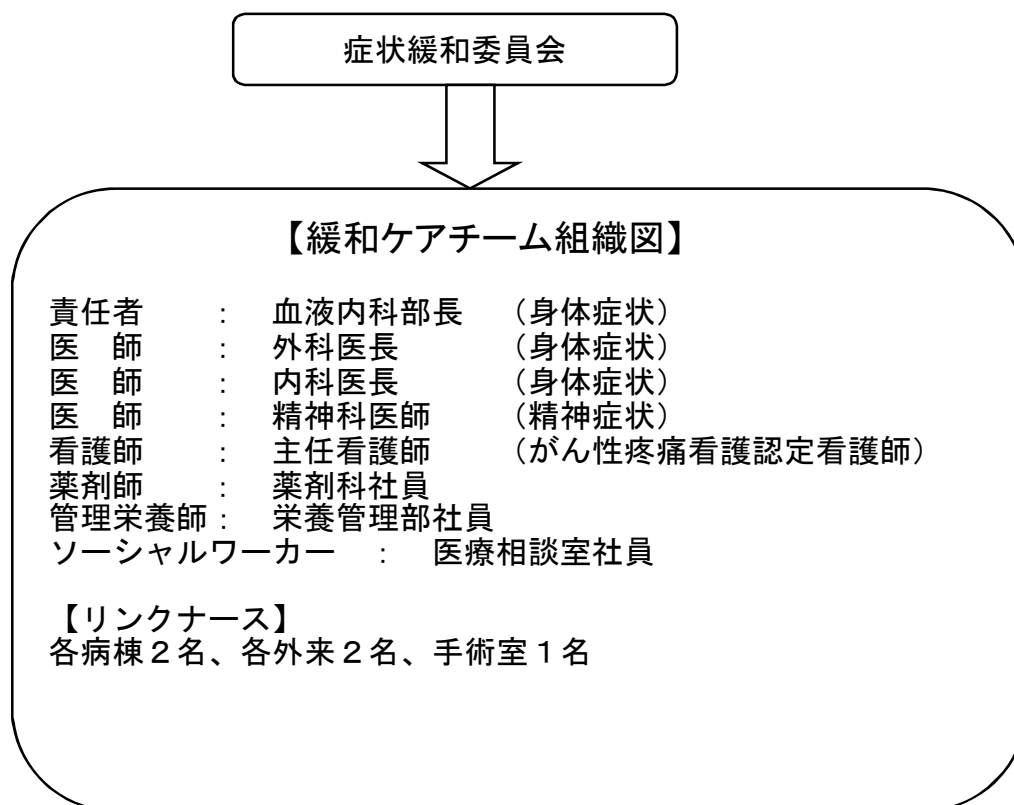 症状緩和委員会
【緩和ケアチーム組織図】
責任者　　：　血液内科部長　（身体症状）
医　師　　：　外科医長　　　（身体症状）
医　師　　：　内科医長　　　（身体症状）
医　師　　：　精神科医師　　（精神症状）
看護師　　：　主任看護師　　（がん性疼痛看護認定看護師）
薬剤師　　：　薬剤科社員
管理栄養師：　栄養管理部社員
ソーシャルワーカー　：　医療相談室社員
【リンクナース】
各病棟２名、各外来２名、手術室１名